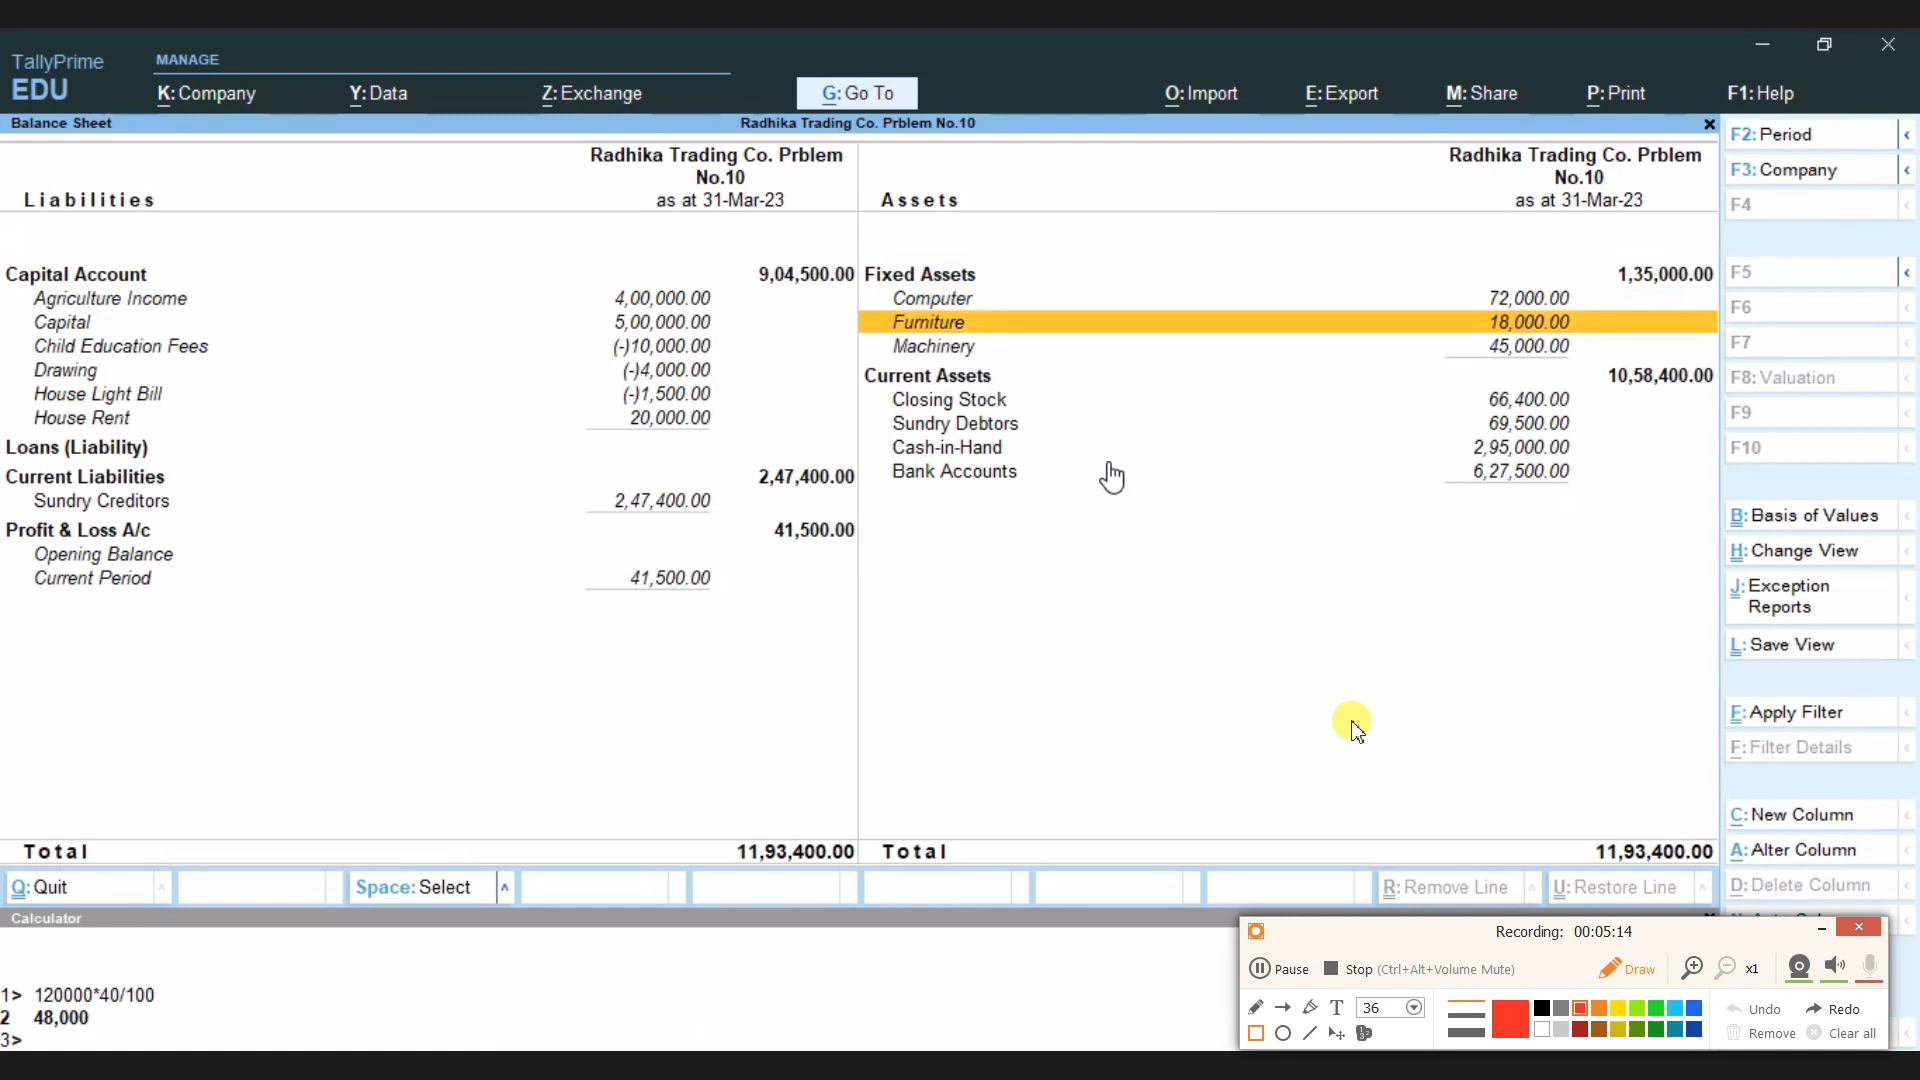 TallyPrime
EDU
MANAGE
K: Company
Y: Data
Z: Exchange
G: Go To
O: Import
E: Export
M: Share
P: Print
F1: Help
Balance Sheet
Radhika Trading Co. Prblem No.10
Liabilities
Radhika Trading Co. Prblem
No.10
as at 31-Mar-23
Assets
Radhika Trading Co. Prblem
No.10
as at 31-Mar-23
Capital Account 9,04,500.00
Agriculture Income 4,00,000.00
Capital 5,00,000.00
Child Education Fees (-)10,000.00
Drawing (-)4,000.00
House Light Bill (-)1,500.00
House Rent 20,000.00
Loans (Liability)
Current Liabilities 2,47,400.00
Sundry Creditors 2,47,400.00
Profit & Loss A/c 41,500.00
Opening Balance
Current Period 41,500.00
Total 11,93,400.00
Fixed Assets 1,35,000.00
Computer 72,000.00
Furniture 18,000.00
Machinery 45,000.00
Current Assets 10,58,400.00
Closing Stock 66,400.00
Sundry Debtors 69,500.00
Cash-in-Hand 2,95,000.00
Bank Accounts 6,27,500.00
Total 11,93,400.00
F2: Period
F3: Company
F4
F5
F6
F7
F8: Valuation
F9
F10
B: Basis of Values
H: Change View
J: Exception
Reports
L: Save View
F: Apply Filter
F: Filter Details
C: New Column
A: Alter Column
D: Delete Column
Q: Quit
Space: Select
R: Remove Line
U: Restore Line
Calculator
1> 120000*40/100
2 48,000
3>
Recording: 00:05:14
Pause
Stop (Ctrl+Alt+Volume Mute)
Draw
x1
T
36
Undo
Redo
Remove
Clear all